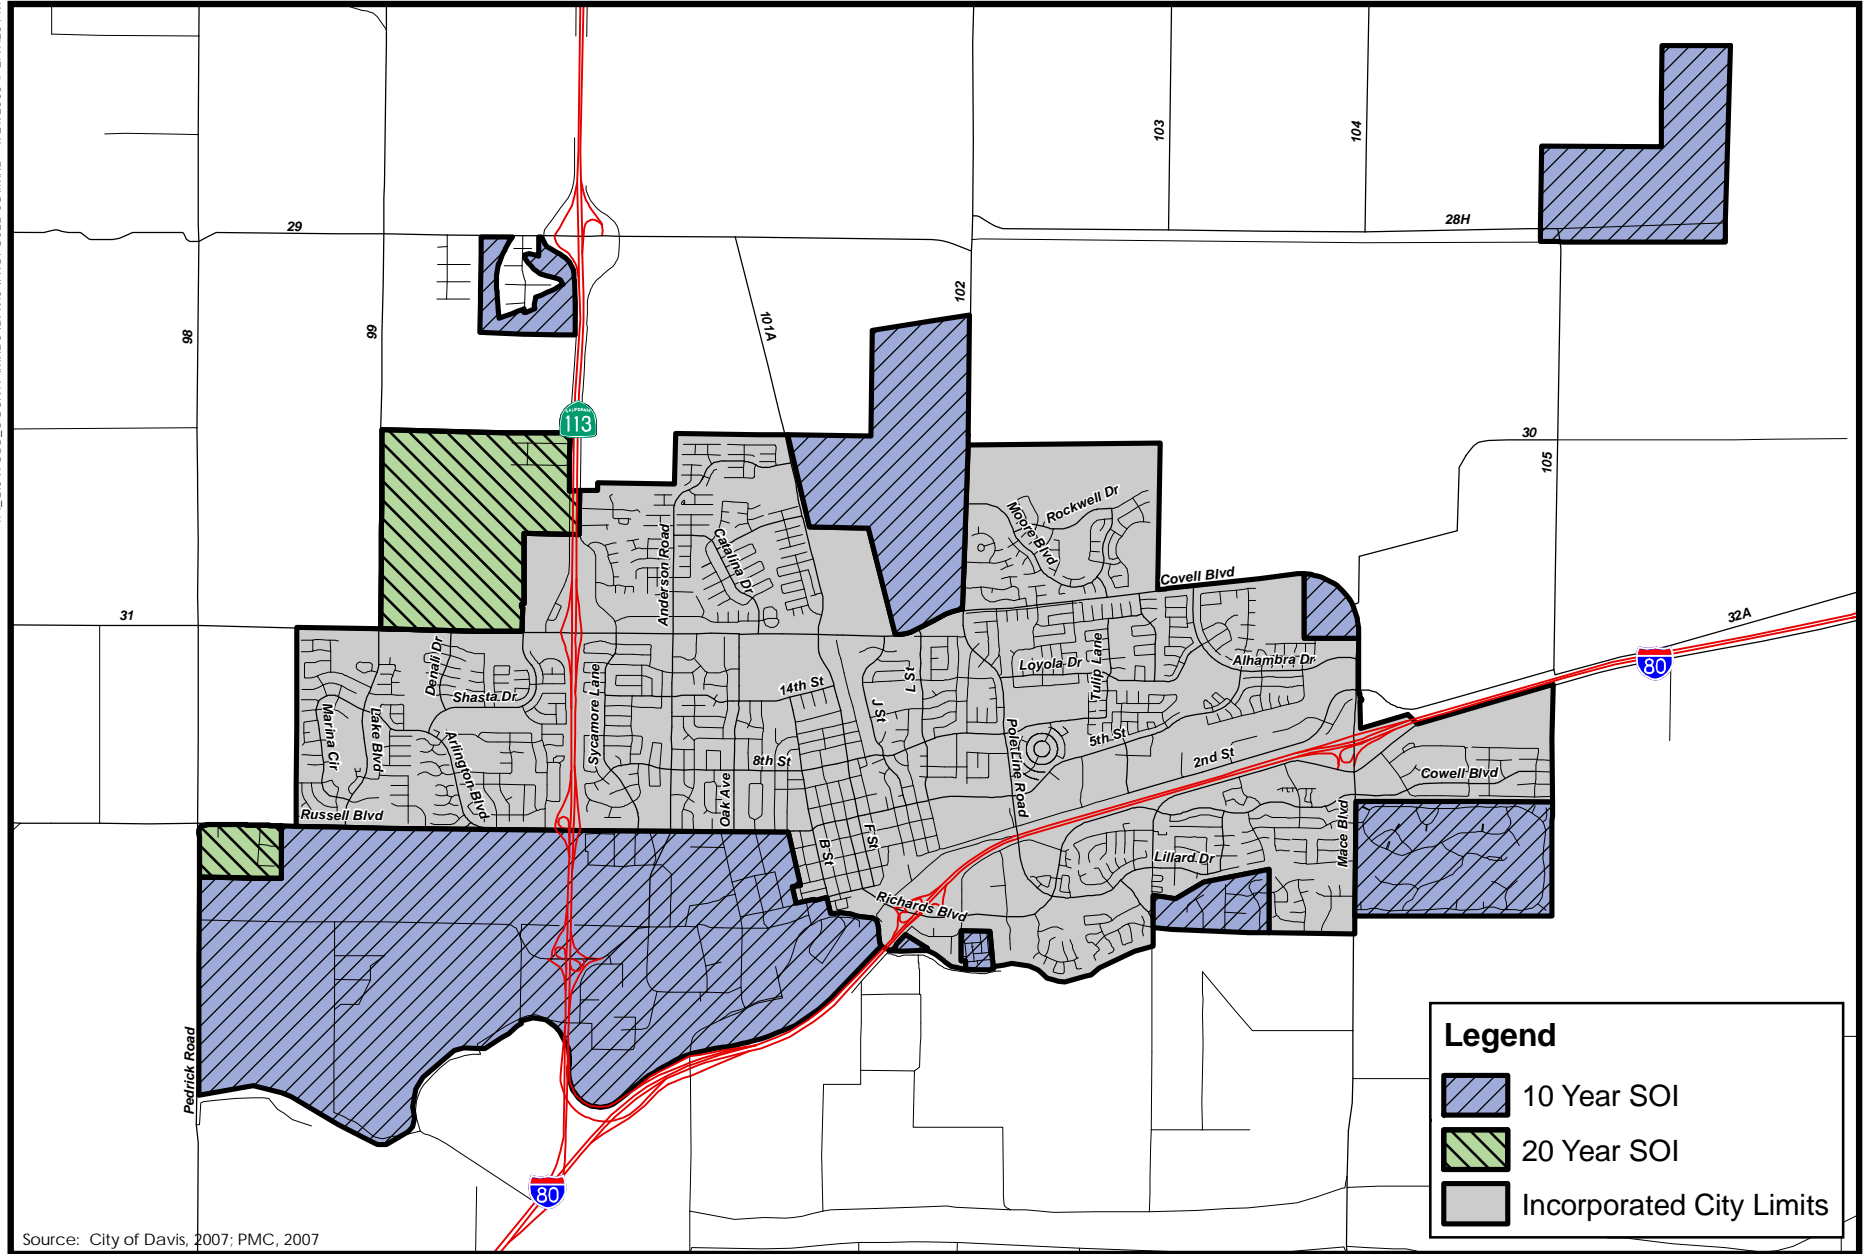 103
104
29
28H
102
101A
98
99
CALIFORNIA
113
30
105
Rockwell Dr
Moore Blvd
Catalina Dr
Anderson Road
Covell Blvd
31
32A
80
Denali Dr
Shasta Dr
Sycamore Lane
14th St
L St
J St
Loyola Dr
Tulip Lane
Alhambra Dr
Marina Cir
Lake Blvd
Arlington Blvd
8th St
Oak Ave
Pole Line Road
5th St
2nd St
Cowell Blvd
Russell Blvd
B St
F St
Mace Blvd
Lillard Dr
Richards Blvd
Pedrick Road
80
Legend
10 Year SOI
20 Year SOI
Incorporated City Limits
Source: City of Davis, 2007; PMC, 2007